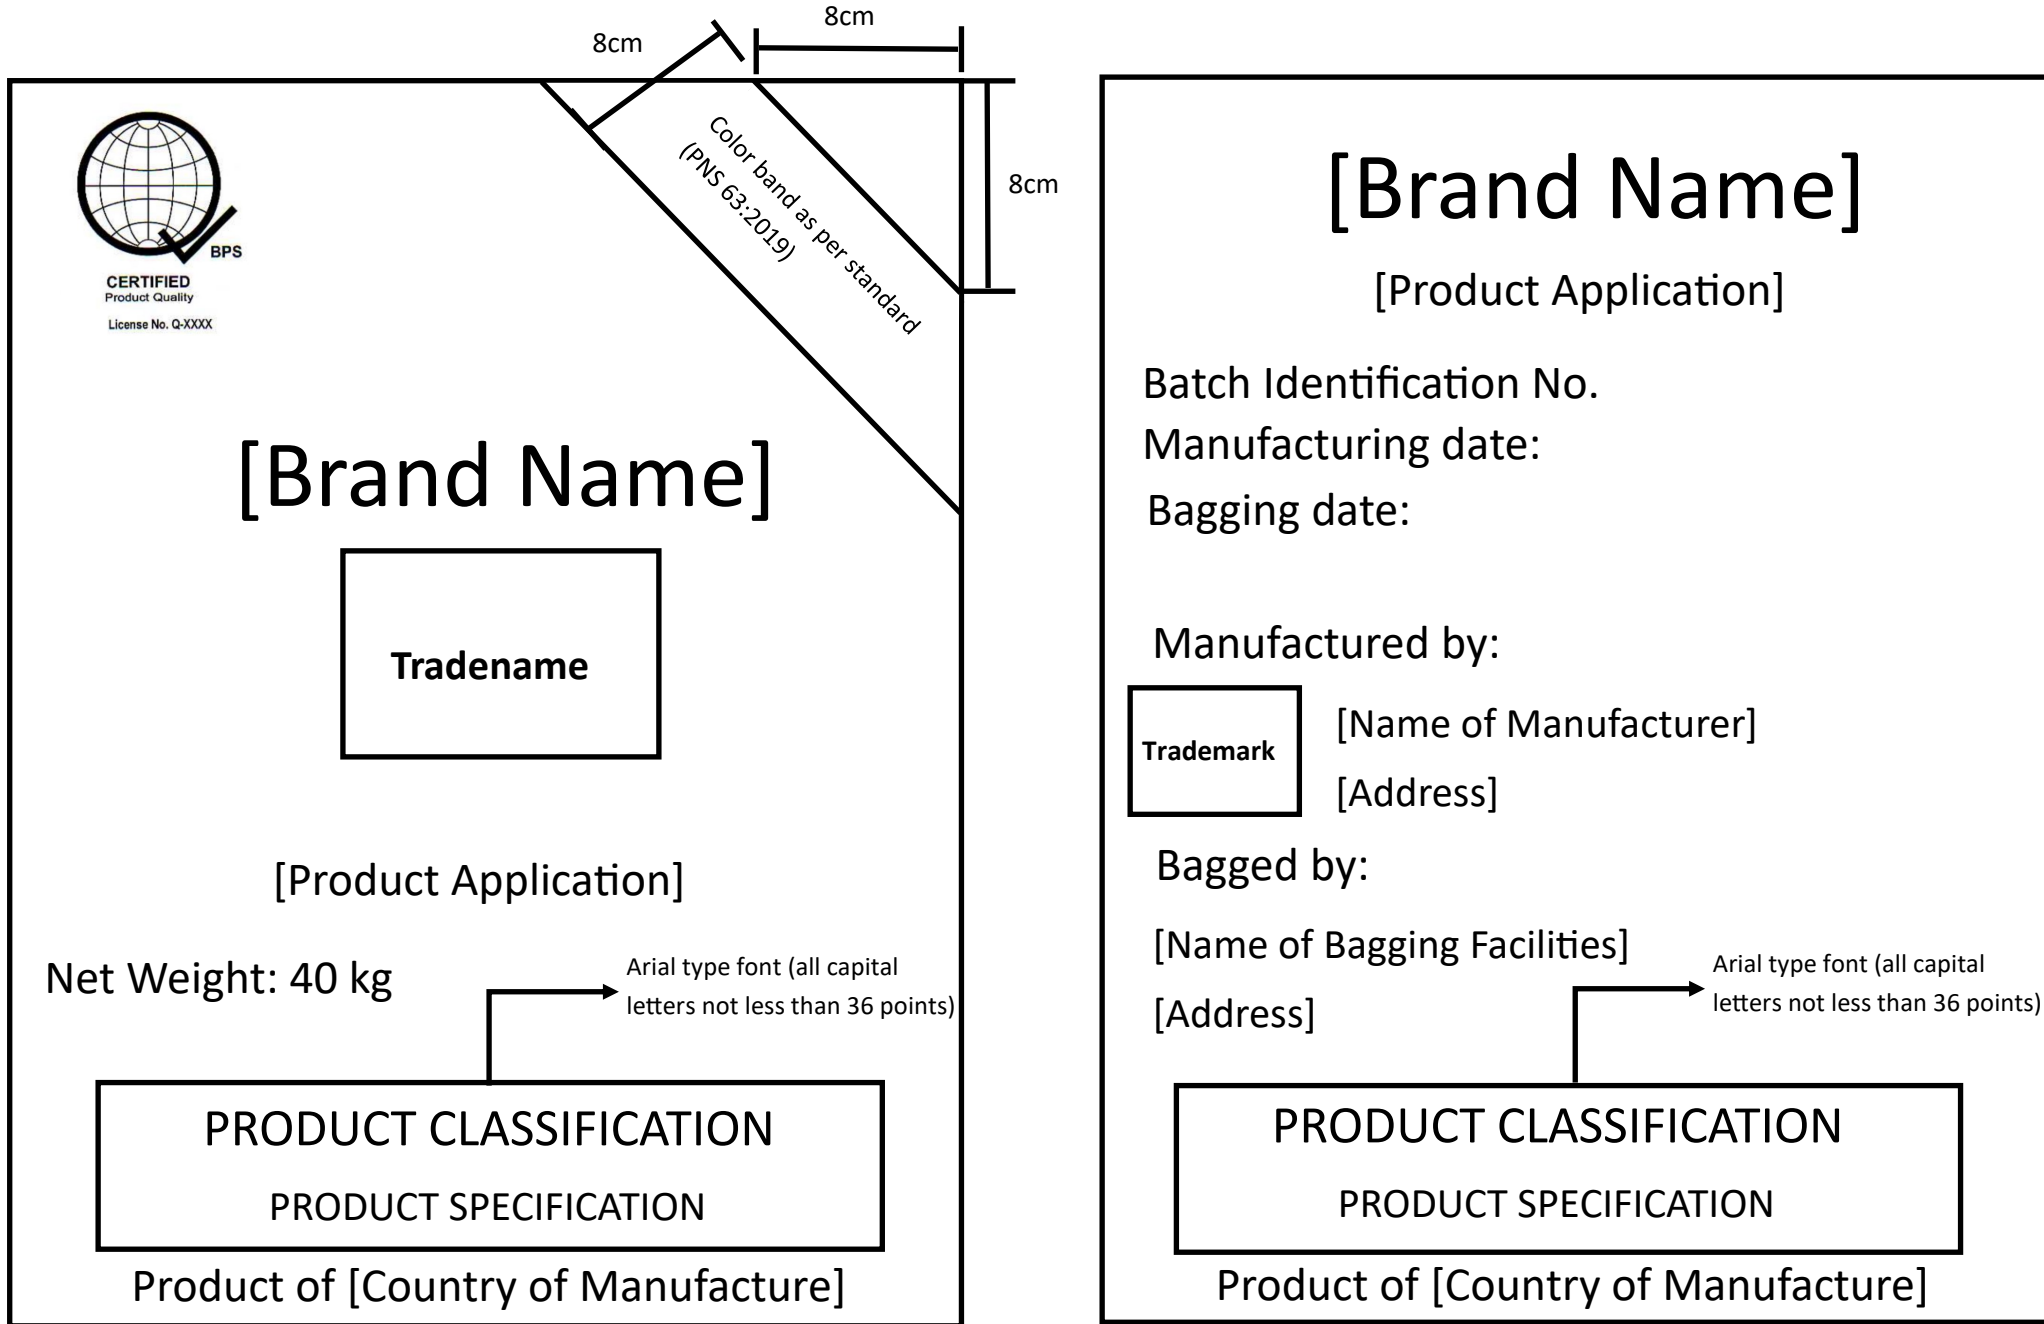 8cm
8cm
8cm
BPS
CERTIFIED
Product Quality
License No. Q-XXXX
Color band as per standard
(PNS 63:2019)
[Brand Name]
Tradename
[Product Application]
Net Weight: 40 kg
Arial type font (all capital
letters not less than 36 points)
PRODUCT CLASSIFICATION
PRODUCT SPECIFICATION
Product of [Country of Manufacture]
[Brand Name]
[Product Application]
Batch Identification No.
Manufacturing date:
Bagging date:
Manufactured by:
Trademark
[Name of Manufacturer]
[Address]
Bagged by:
[Name of Bagging Facilities]
[Address]
Arial type font (all capital
letters not less than 36 points)
PRODUCT CLASSIFICATION
PRODUCT SPECIFICATION
Product of [Country of Manufacture]